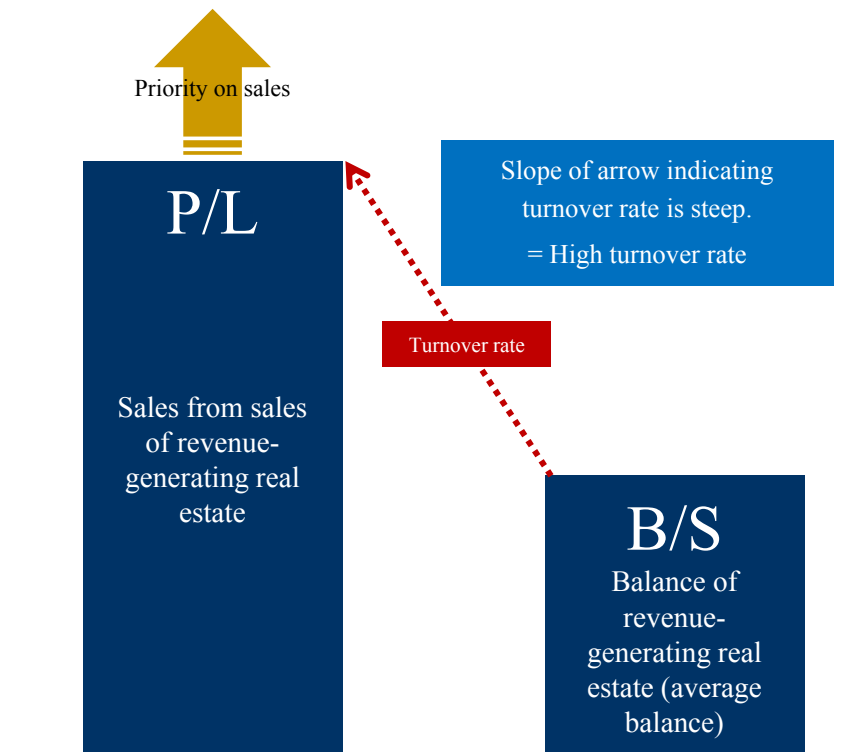 Priority on sales
P/L
Sales from sales
of revenue-
generating real
estate
Slope of arrow indicating
turnover rate is steep.
= High turnover rate
Turnover rate
B/S
Balance of
revenue-
generating real
estate (average
balance)